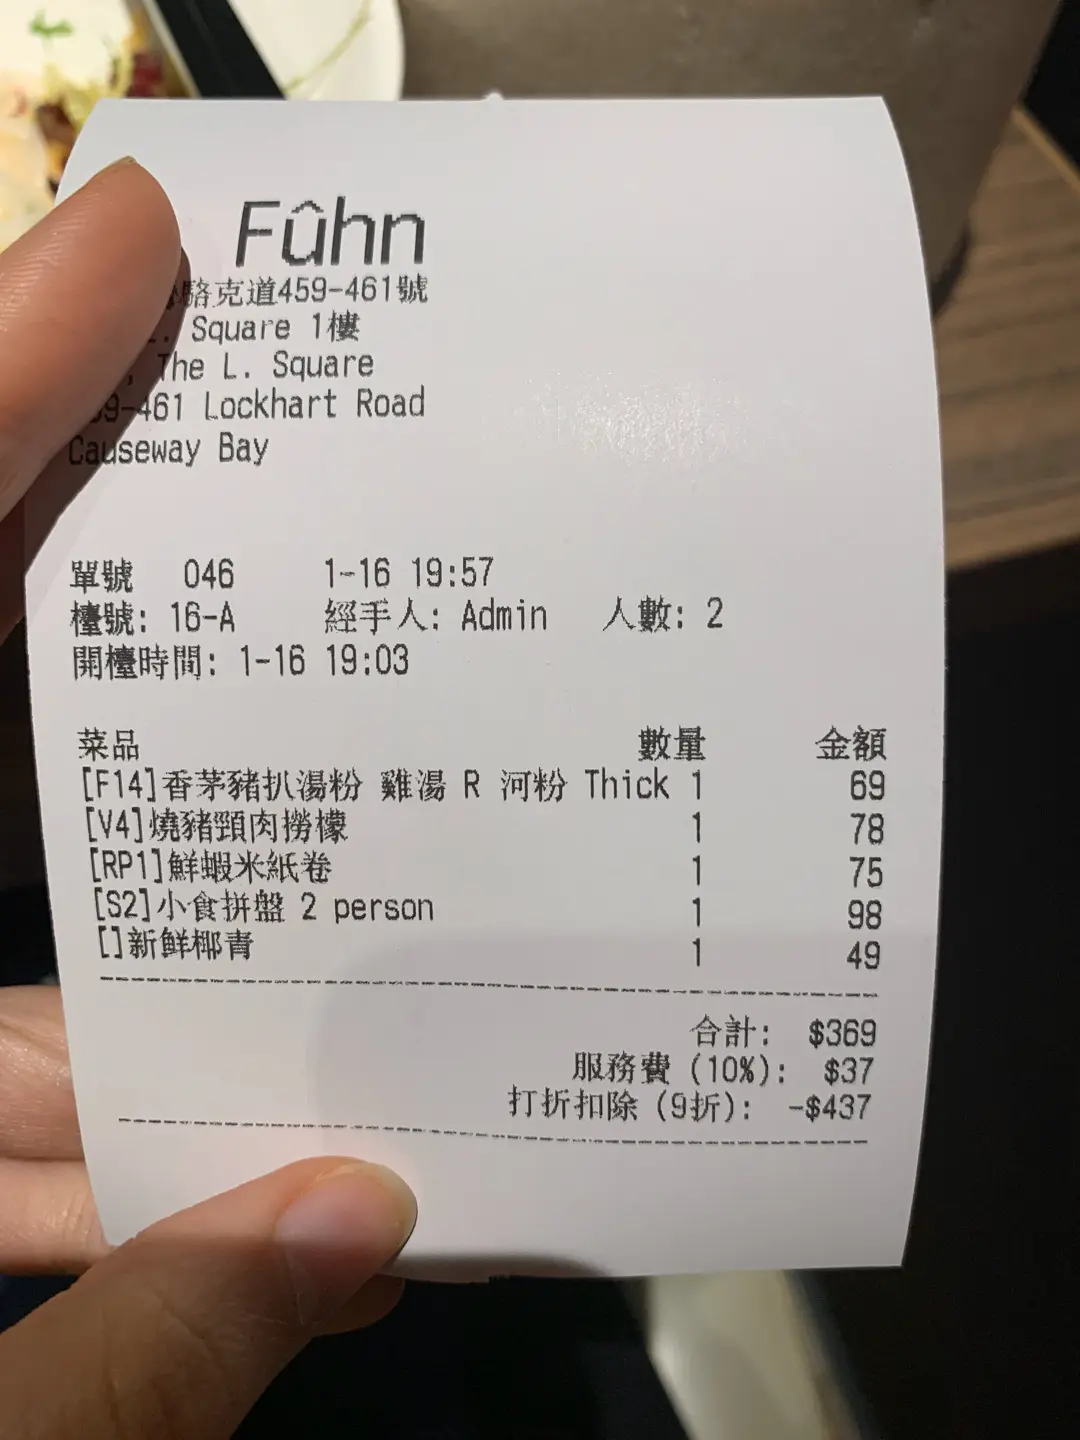 Fûhn
駱克道459-461號
. Square 1樓
, The L. Square
9-461 Lockhart Road
Causeway Bay
單號 046 1-16 19:57
檯號: 16-A 經手人: Admin 人數: 2
開檯時間: 1-16 19:03
菜品 數量 金額
[F14]香茅豬扒湯粉 雞湯 R 河粉 Thick 1 69
[V4]燒豬頸肉撈檬 1 78
[RP1]鮮蝦米紙卷 1 75
[S2]小食拼盤 2 person 1 98
[]新鮮椰青 1 49
合計: $369
服務費 (10%): $37
打折扣除 (9折): -$437